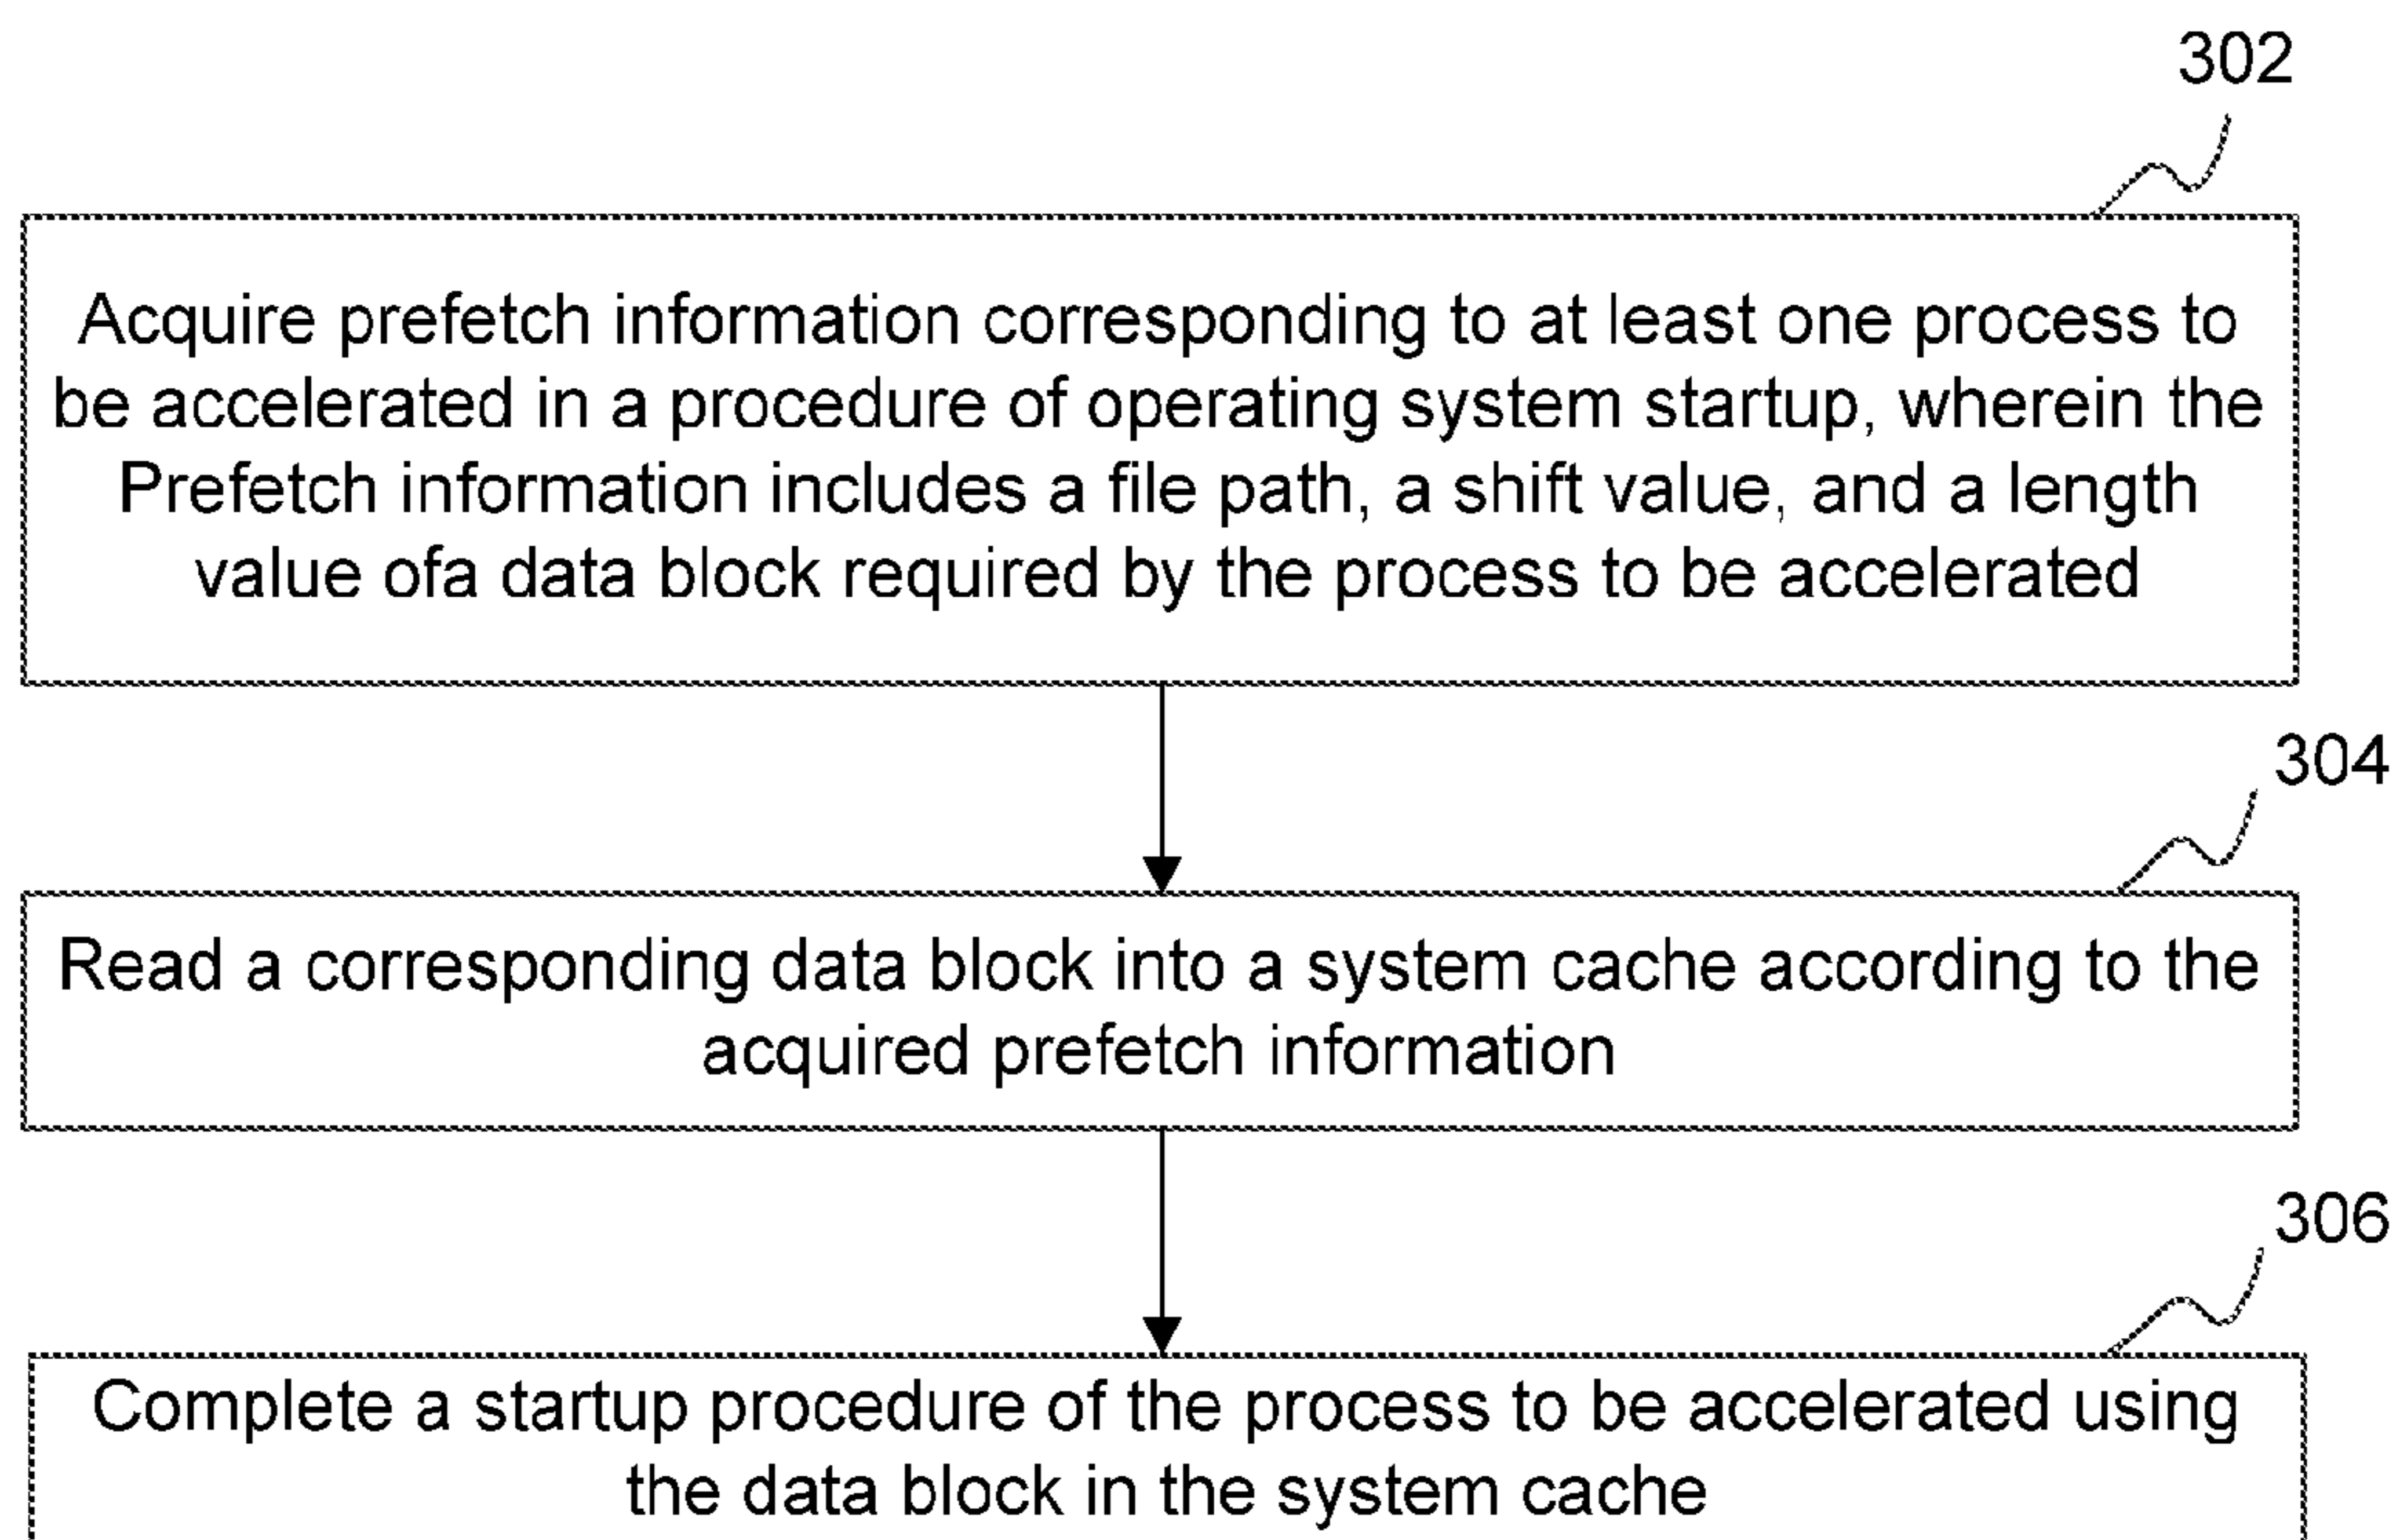 302
Acquire prefetch information corresponding to at least one process to
be accelerated in a procedure of operating system startup, wherein the
Prefetch information includes a file path, a shift value, and a length
value ofa data block required by the process to be accelerated
304
Read a corresponding data block into a system cache according to the
acquired prefetch information
306
Complete a startup procedure of the process to be accelerated using
the data block in the system cache